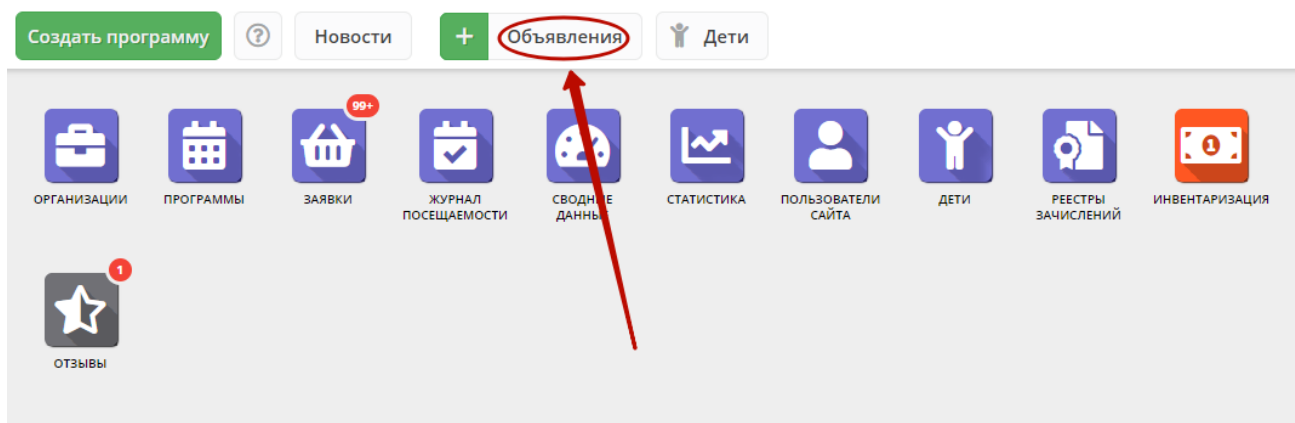 Создать программу
?
Новости
+ Объявления
Дети
99+
ОРГАНИЗАЦИИ
ПРОГРАММЫ
ЗАЯВКИ
ЖУРНАЛ
ПОСЕЩАЕМОСТИ
СВОДНЫЕ
ДАННЫЕ
СТАТИСТИКА
ПОЛЬЗОВАТЕЛИ
САЙТА
ДЕТИ
РЕЕСТРЫ
ЗАЧИСЛЕНИЙ
1
ИНВЕНТАРИЗАЦИЯ
1
ОТЗЫВЫ